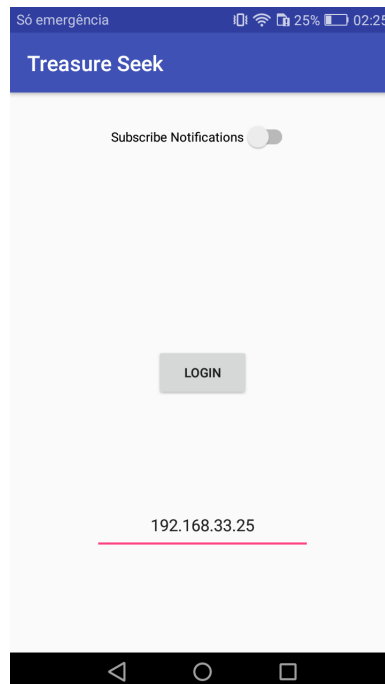 Só emergência 25% 02:25
Treasure Seek
Subscribe Notifications
LOGIN
192.168.33.25